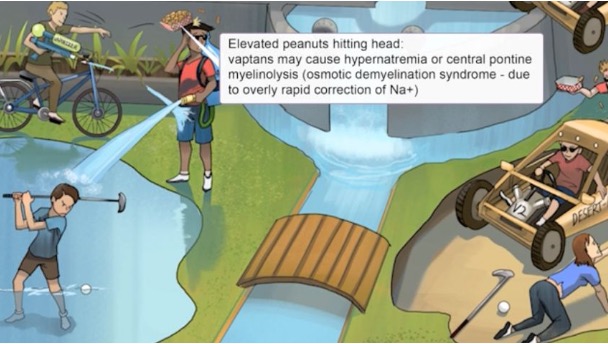 Elevated peanuts hitting head:
vaptans may cause hypernatremia or central pontine
myelinolysis (osmotic demyelination syndrome - due
to overly rapid correction of Na+)
V2
DESERT